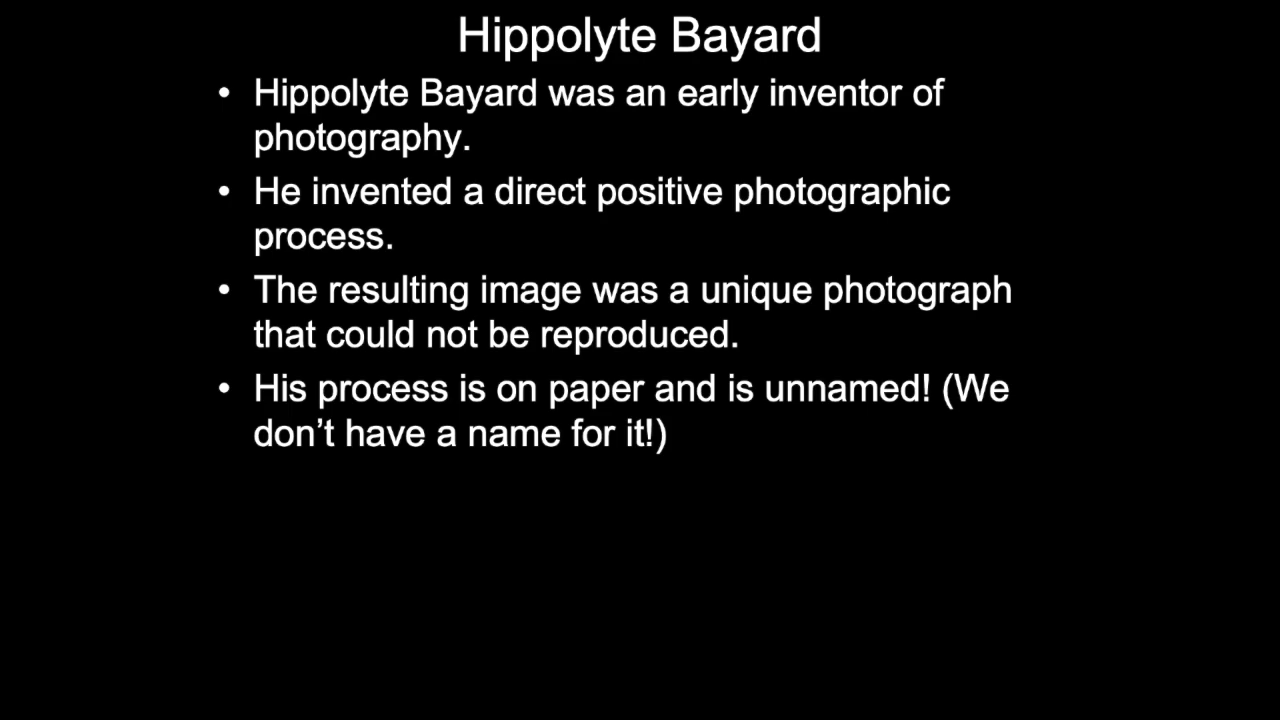 Hippolyte Bayard
• Hippolyte Bayard was an early inventor of
photography.
• He invented a direct positive photographic
process.
• The resulting image was a unique photograph
that could not be reproduced.
• His process is on paper and is unnamed! (We
don’t have a name for it!)